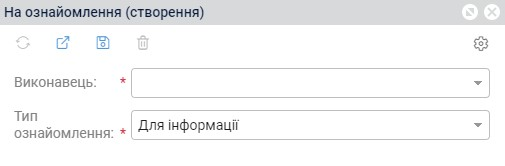 На ознайомлення (створення)
Виконавець: *
Тип
ознайомлення: * Для інформації